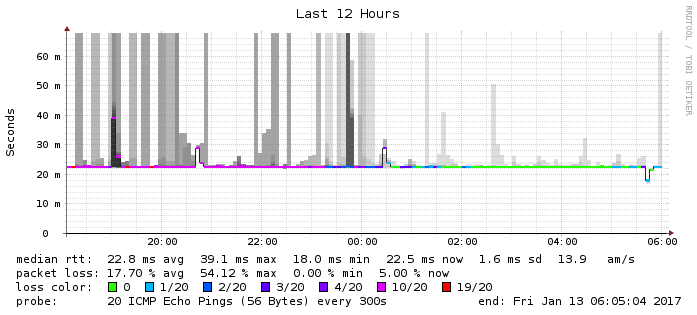 Last 12 Hours
RRDTOOL / TOBI OETIKER
Seconds
60 m
50 m
40 m
30 m
20 m
10 m
0
20:00 22:00 00:00 02:00 04:00 06:00
median rtt: 22.8 ms avg 39.1 ms max 18.0 ms min 22.5 ms now 1.6 ms sd 13.9 am/s
packet loss: 17.70 % avg 54.12 % max 0.00 % min 5.00 % now
loss color: 0 1/20 2/20 3/20 4/20 10/20 19/20
probe: 20 ICMP Echo Pings (56 Bytes) every 300s end: Fri Jan 13 06:05:04 2017